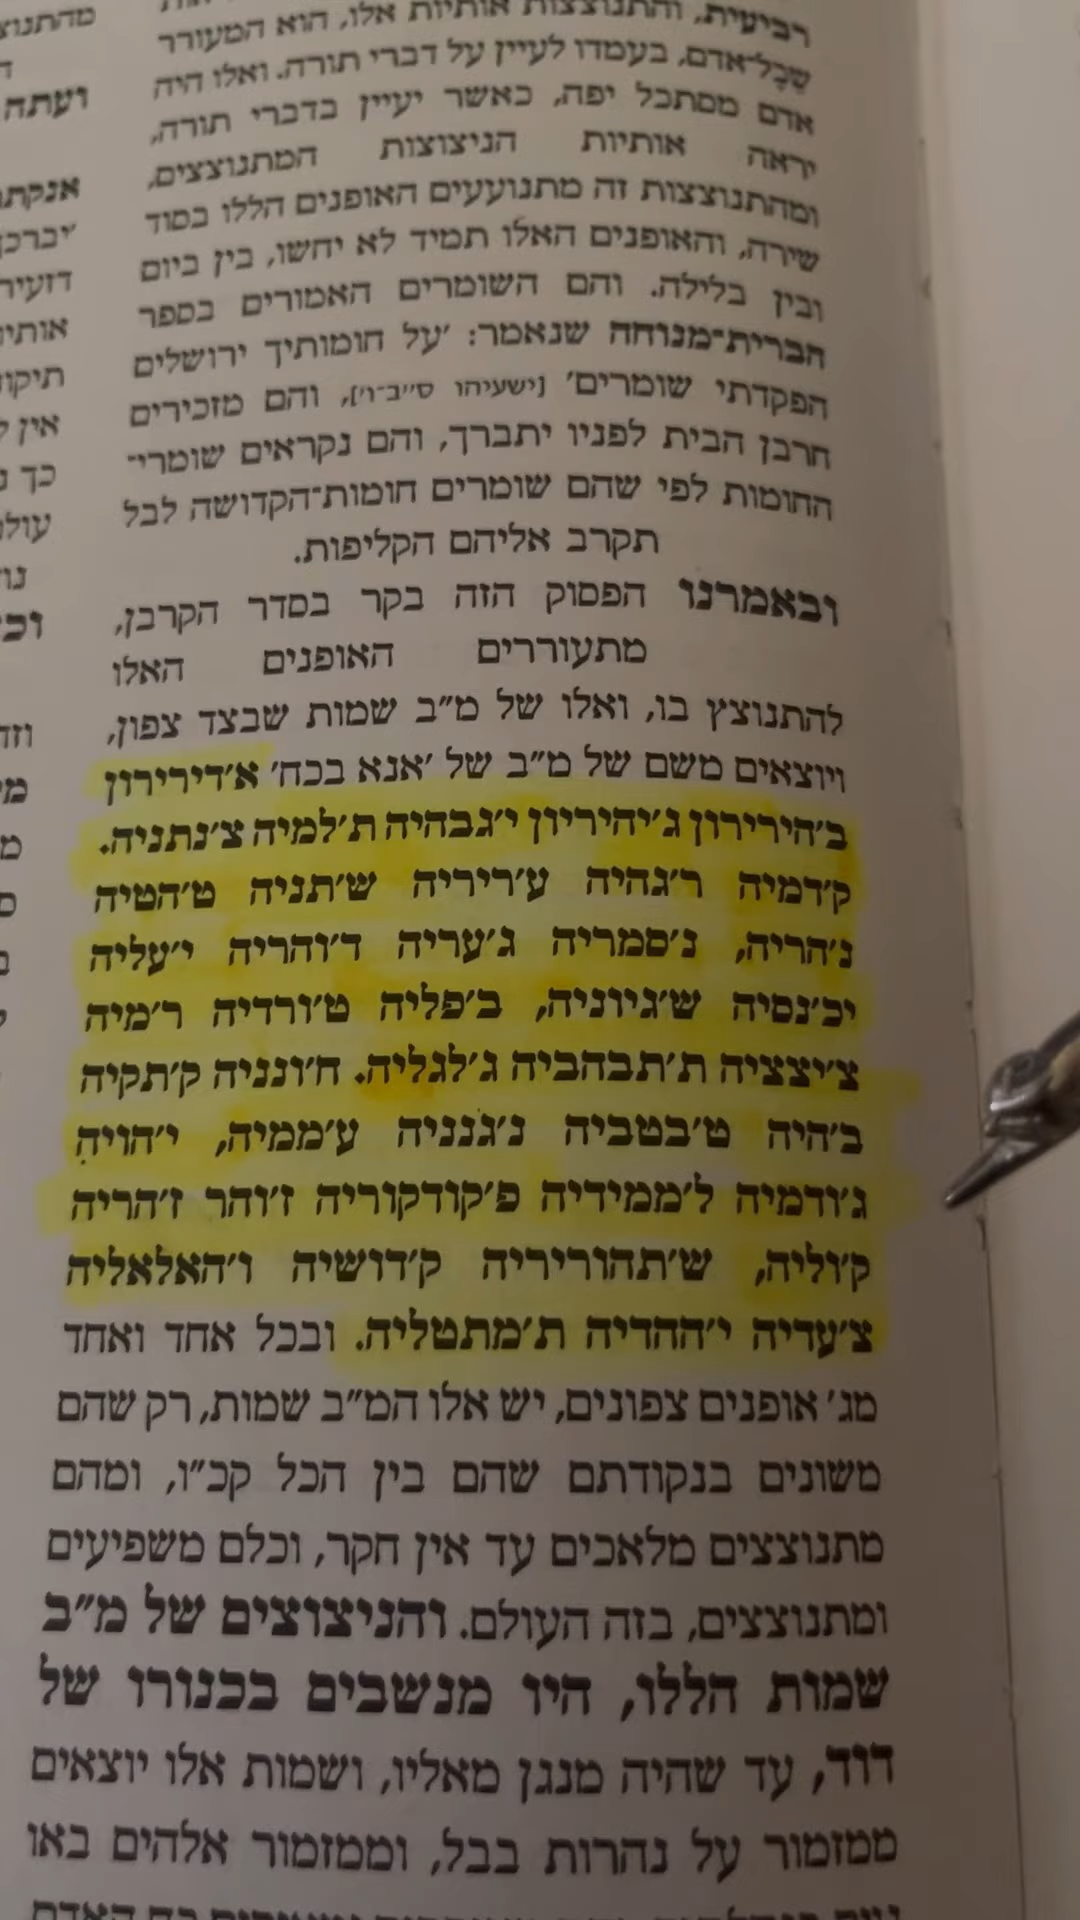 רביעית, והתנוצצות אותיות אלו, הוא המעורר
שכל־אדם, בעמדו לעיין על דברי תורה. ואלו היה
אדם מסתכל יפה, כאשר יעיין בדברי תורה,
יראה אותיות הניצוצות המתנוצצים,
ומהתנוצצות זה מתנועעים האופנים הללו בסוד
שירה, והאופנים האלו תמיד לא יחשו, בין ביום
ובין בלילה. והם השומרים האמורים בספר
הברית־מנוחה שנאמר: ׳על חומותיך ירושלים
הפקדתי שומרים׳ [ישעיהו ס״ב־ו׳], והם מזכירים
חרבן הבית לפניו יתברך, והם נקראים שומרי־
החומות לפי שהם שומרים חומות־הקדושה לבל
תקרב אליהם הקליפות.
ובאמרנו הפסוק הזה בקר בסדר הקרבן,
מתעוררים האופנים האלו
להתנוצץ בו, ואלו של מ״ב שמות שבצד צפון,
ויוצאים משם של מ״ב של ׳אנא בכח׳ א׳דירירון
ב׳הירירון ג׳יהיריון י׳גבהיה ת׳למיה צ׳נתניה.
ק׳דמיה ר׳גהיה ע׳ריריה ש׳תניה ט׳הטיה
נ׳הריה, נ׳סמריה ג׳עריה ד׳והריה י׳עליה
יכ׳נסיה ש׳גיוניה, ב׳פליה ט׳ורדיה ר׳מיה
צ׳יצציה ת׳תבהביה ג׳לגליה. ח׳ונניה ק׳תקיה
ב׳היה ט׳בטביה נ׳גנניה ע׳ממיה, י׳הויה
ג׳ודמיה ל׳ממידיה פ׳קודקוריה ז׳והר ז׳הריה
ק׳וליה, ש׳תהוריריה ק׳דושיה ו׳האלאליה
צ׳עדיה י׳ההדיה ת׳מתטליה. ובכל אחד ואחד
מג׳ אופנים צפונים, יש אלו המ״ב שמות, רק שהם
משונים בנקודתם שהם בין הכל קכ״ו, ומהם
מתנוצצים מלאכים עד אין חקר, וכלם משפיעים
ומתנוצצים, בזה העולם. והניצוצים של מ״ב
שמות הללו, היו מנשבים בכנורו של
דוד, עד שהיה מנגן מאליו, ושמות אלו יוצאים
ממזמור על נהרות בבל, וממזמור אלהים באו
מהתנוצ
ועתה